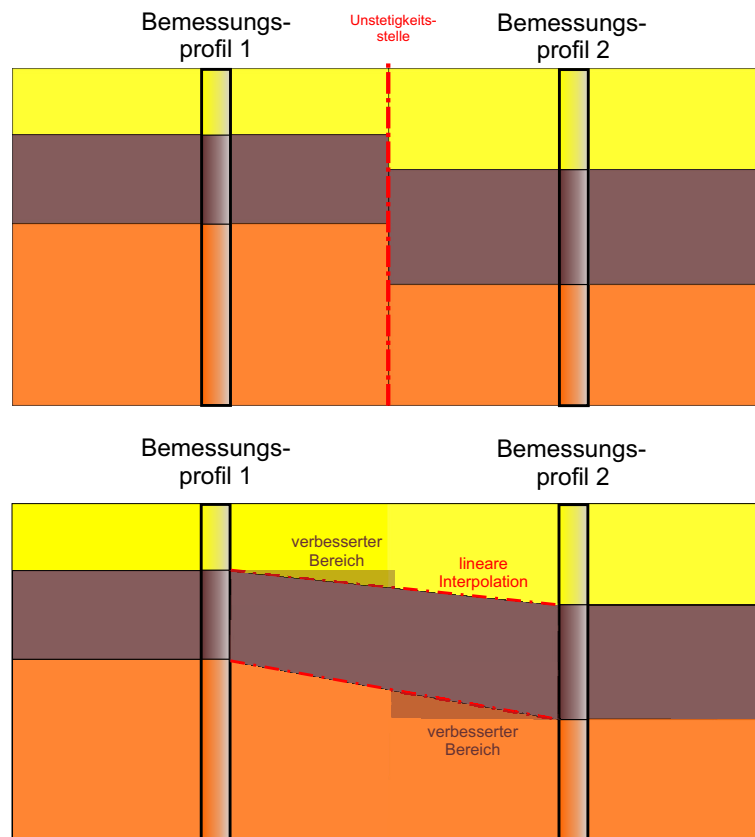 Bemessungs-
profil 1
Unstetigkeits-
stelle
Bemessungs-
profil 2
Bemessungs-
profil 1
Bemessungs-
profil 2
verbesserter
Bereich
lineare
Interpolation
verbesserter
Bereich